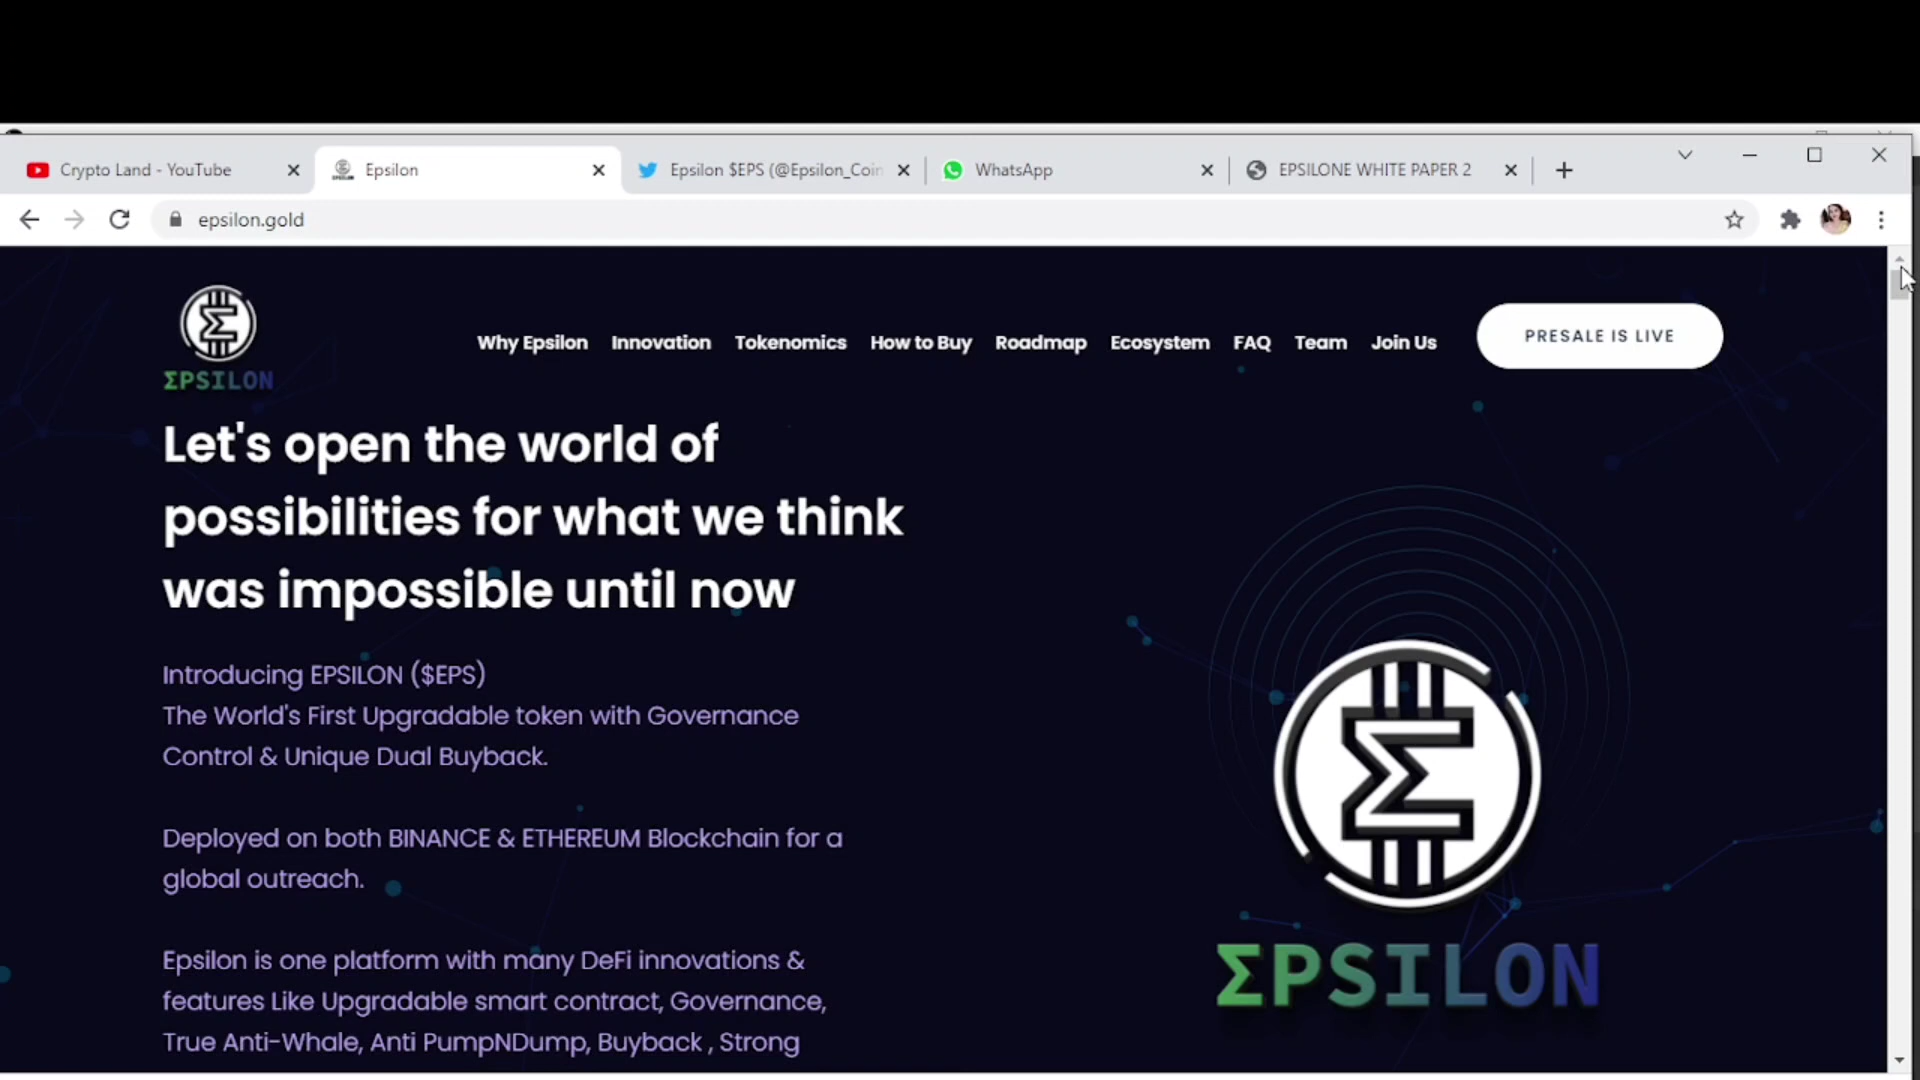 Crypto Land - YouTube
Epsilon
Epsilon $EPS (@Epsilon_Coin
WhatsApp
EPSILONE WHITE PAPER 2
epsilon.gold
ΣPSILON
Why Epsilon
Innovation
Tokenomics
How to Buy
Roadmap
Ecosystem
FAQ
Team
Join Us
PRESALE IS LIVE
Let's open the world of
possibilities for what we think
was impossible until now
Introducing EPSILON ($EPS)
The World's First Upgradable token with Governance
Control & Unique Dual Buyback.
Deployed on both BINANCE & ETHEREUM Blockchain for a
global outreach.
Epsilon is one platform with many DeFi innovations &
features Like Upgradable smart contract, Governance,
True Anti-Whale, Anti PumpNDump, Buyback , Strong
ΣPSILON